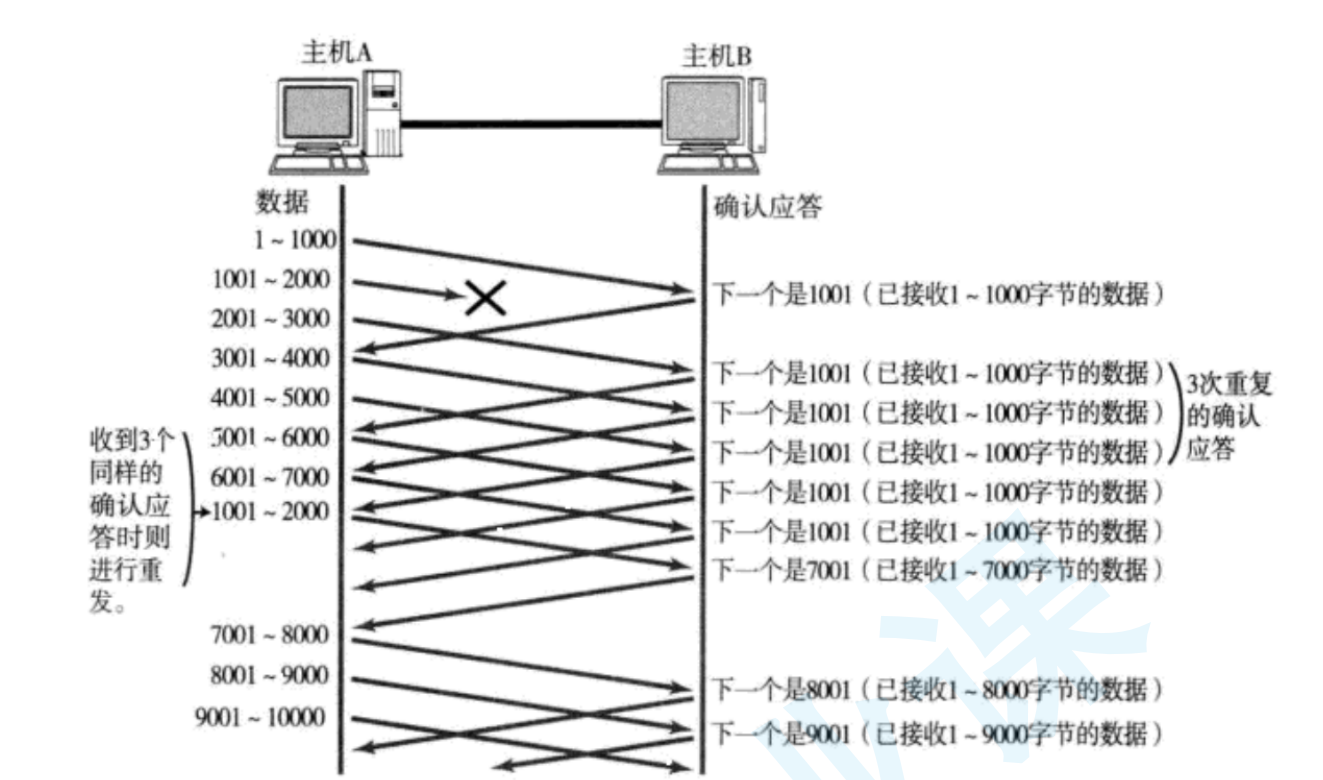 主机A
主机B
数据
确认应答
1~1000
1001~2000
下一个是1001（已接收1~1000字节的数据）
2001~3000
3001~4000
下一个是1001（已接收1~1000字节的数据）
3次重复
的确认
应答
4001~5000
下一个是1001（已接收1~1000字节的数据）
收到3个
同样的
确认应
答时则
进行重
发。
5001~6000
下一个是1001（已接收1~1000字节的数据）
6001~7000
下一个是1001（已接收1~1000字节的数据）
1001~2000
下一个是1001（已接收1~1000字节的数据）
下一个是7001（已接收1~7000字节的数据）
7001~8000
8001~9000
下一个是8001（已接收1~8000字节的数据）
9001~10000
下一个是9001（已接收1~9000字节的数据）
课